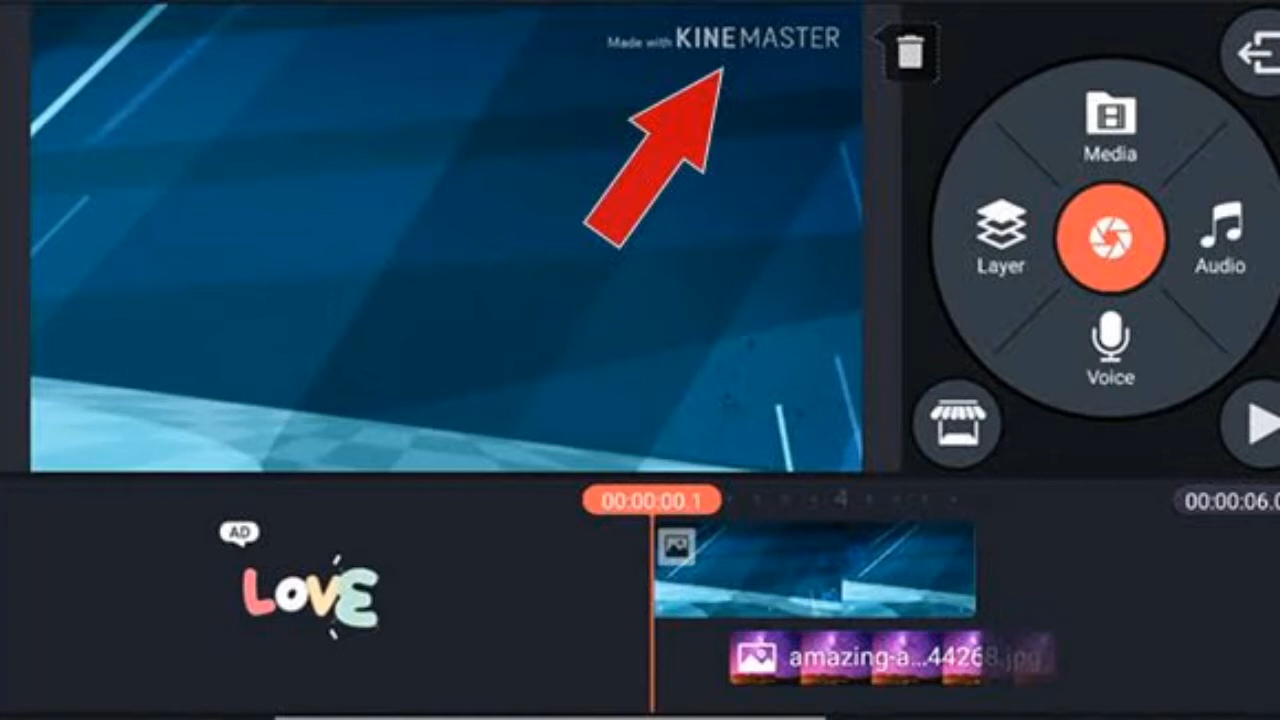 Made with KINEMASTER
Media
Layer
Audio
Voice
00:00:00.1
4
00:00:06.0
AD
LOVE
amazing-a...44268.jpg